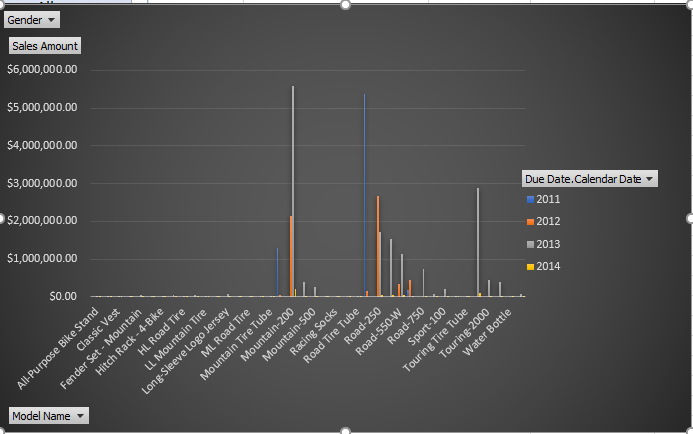 Gender
Sales Amount
$6,000,000.00
$5,000,000.00
$4,000,000.00
$3,000,000.00
$2,000,000.00
$1,000,000.00
$0.00
Due Date.Calendar Date
2011
2012
2013
2014
All-Purpose Bike Stand
Classic Vest
Fender Set - Mountain
Hitch Rack - 4-Bike
HL Road Tire
LL Mountain Tire
Long-Sleeve Logo Jersey
ML Road Tire
Mountain Tire Tube
Mountain-200
Mountain-500
Racing Socks
Road Tire Tube
Road-250
Road-550-W
Road-750
Sport-100
Touring Tire Tube
Touring-2000
Water Bottle
Model Name